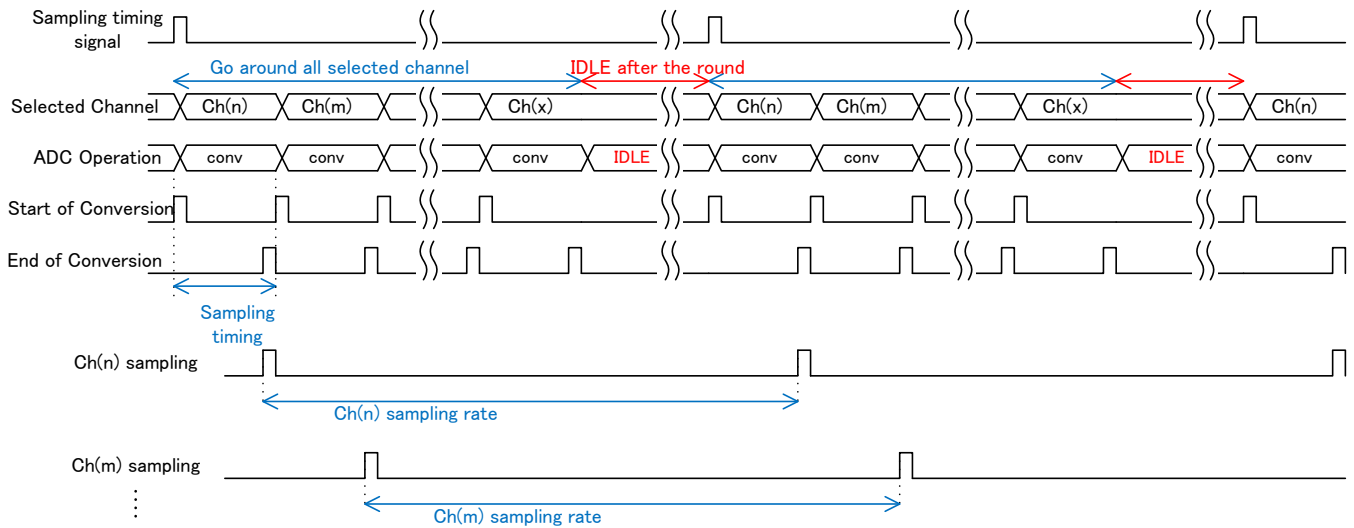 Sampling timing
signal
Go around all selected channel
IDLE after the round
Selected Channel
Ch(n)
Ch(m)
Ch(x)
Ch(n)
Ch(m)
Ch(x)
Ch(n)
ADC Operation
conv
conv
conv
IDLE
conv
conv
conv
IDLE
conv
Start of Conversion
End of Conversion
Sampling
timing
Ch(n) sampling
Ch(n) sampling rate
Ch(m) sampling
Ch(m) sampling rate